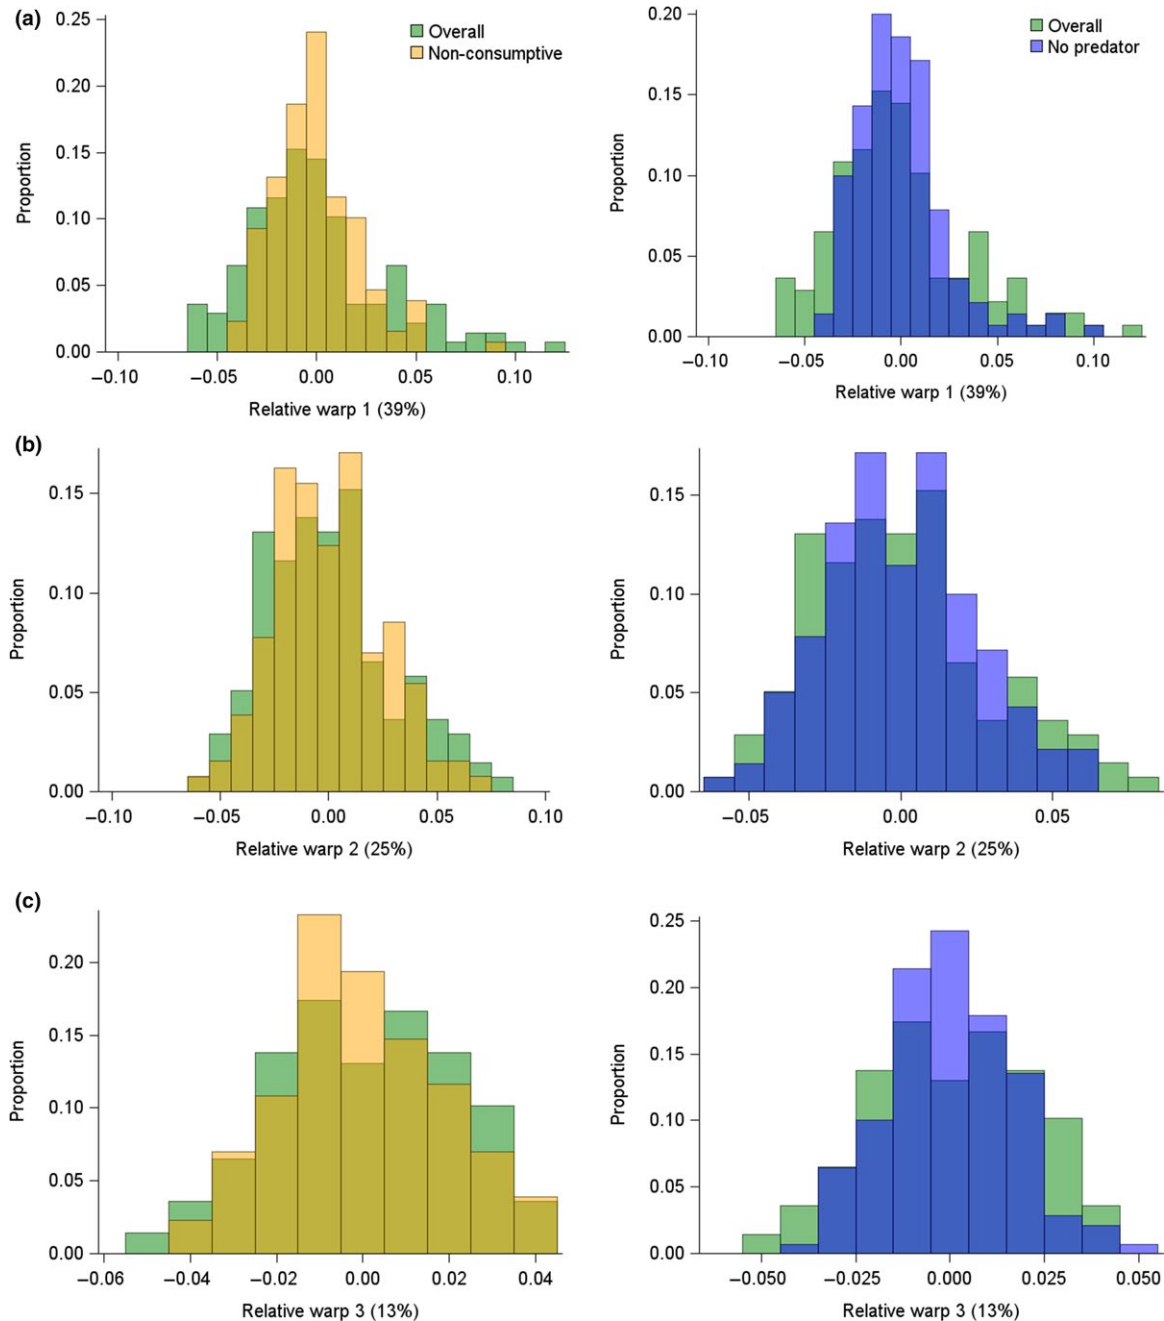 (a)
0.25
0.20
0.15
0.10
0.05
0.00
Proportion
Overall
Non-consumptive
−0.10 −0.05 0.00 0.05 0.10
Relative warp 1 (39%)
0.20
0.15
0.10
0.05
0.00
Proportion
Overall
No predator
−0.10 −0.05 0.00 0.05 0.10
Relative warp 1 (39%)
(b)
0.15
0.10
0.05
0.00
Proportion
−0.10 −0.05 0.00 0.05 0.10
Relative warp 2 (25%)
0.15
0.10
0.05
0.00
Proportion
−0.05 0.00 0.05
Relative warp 2 (25%)
(c)
0.20
0.15
0.10
0.05
0.00
Proportion
−0.06 −0.04 −0.02 0.00 0.02 0.04
Relative warp 3 (13%)
0.25
0.20
0.15
0.10
0.05
0.00
Proportion
−0.050 −0.025 0.000 0.025 0.050
Relative warp 3 (13%)